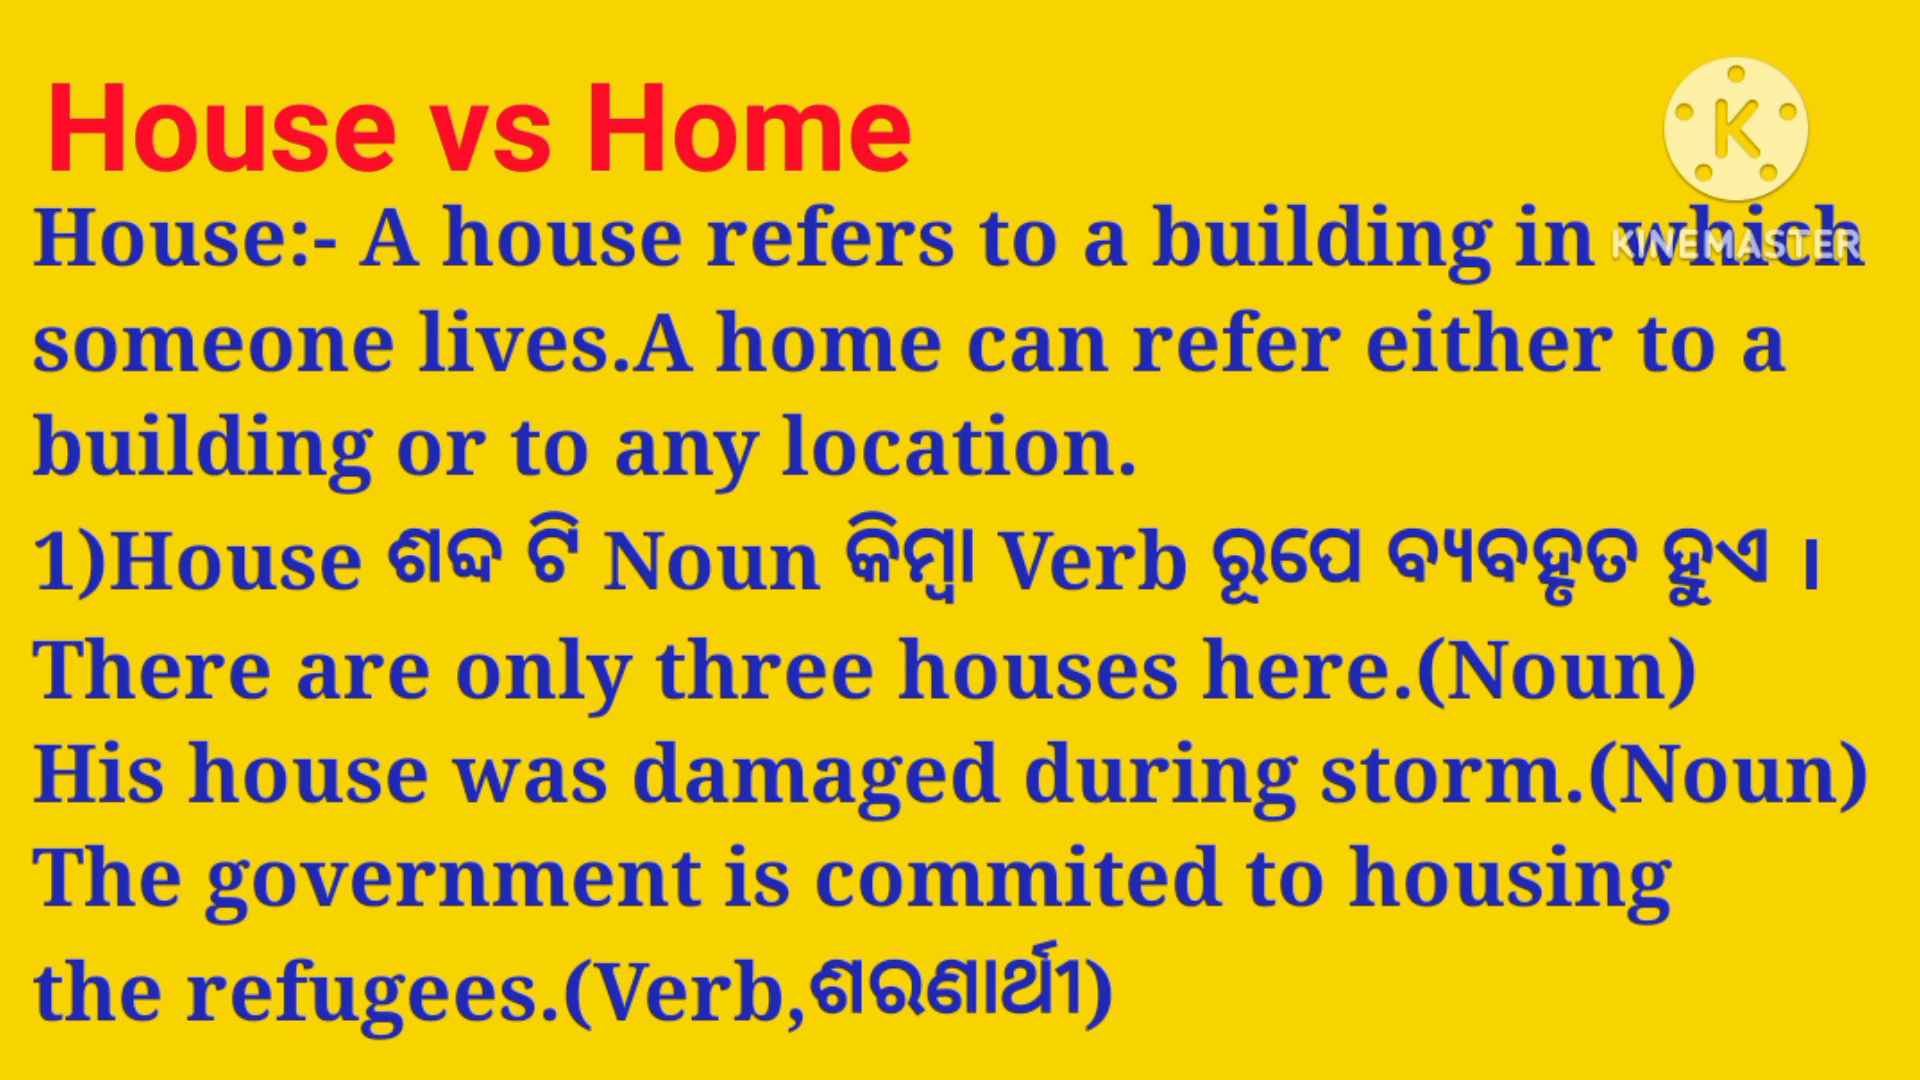 House vs Home
K
KINEMASTER
House:- A house refers to a building in which
someone lives.A home can refer either to a
building or to any location.
1)House ଶବ୍ଦ ଟି Noun କିମ୍ବା Verb ରୂପେ ବ୍ୟବହୃତ ହୁଏ ।
There are only three houses here.(Noun)
His house was damaged during storm.(Noun)
The government is commited to housing
the refugees.(Verb,ଶରଣାର୍ଥୀ)